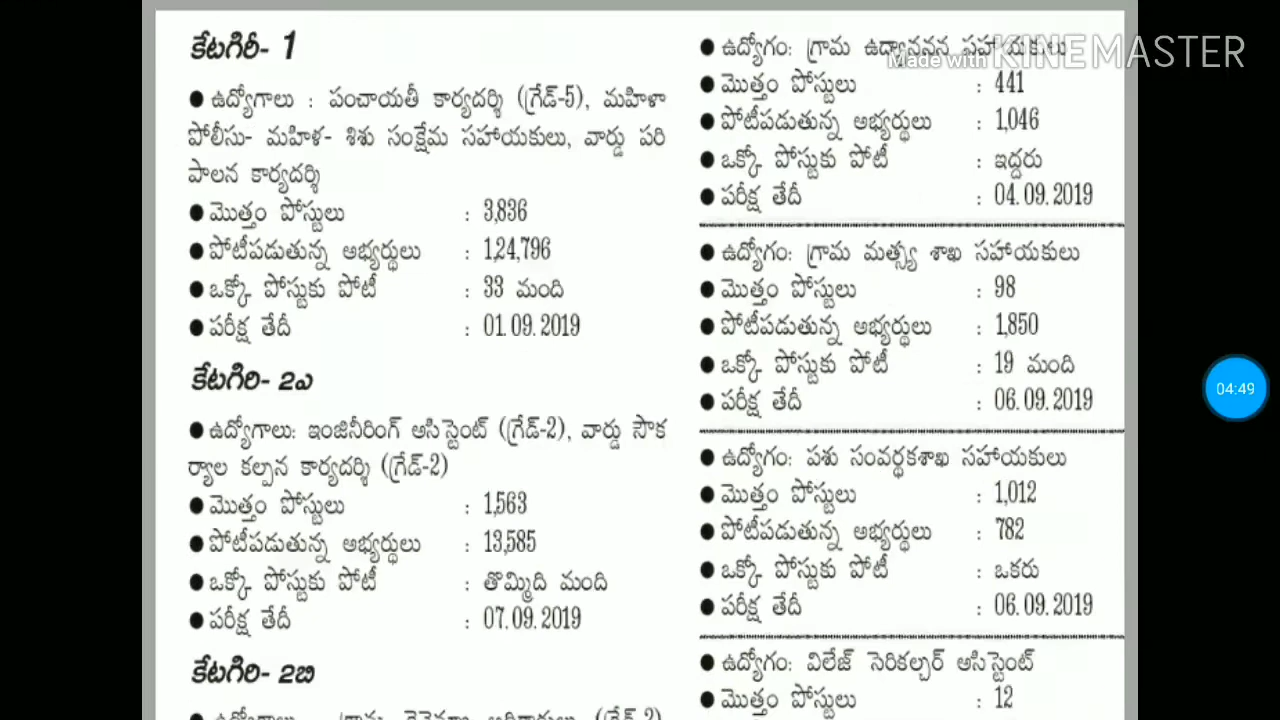 కేటగిరీ- 1
● ఉద్యోగాలు : పంచాయతీ కార్యదర్శి (గ్రేడ్-5), మహిళా
పోలీసు- మహిళ- శిశు సంక్షేమ సహాయకులు, వార్డు పరి
పాలన కార్యదర్శి
● మొత్తం పోస్టులు : 3,836
● పోటీపడుతున్న అభ్యర్థులు : 1,24,796
● ఒక్కో పోస్టుకు పోటీ : 33 మంది
● పరీక్ష తేదీ : 01.09.2019
కేటగిరి- 2ఎ
● ఉద్యోగాలు: ఇంజినీరింగ్ అసిస్టెంట్ (గ్రేడ్-2), వార్డు సౌక
ర్యాల కల్పన కార్యదర్శి (గ్రేడ్-2)
● మొత్తం పోస్టులు : 1,563
● పోటీపడుతున్న అభ్యర్థులు : 13,585
● ఒక్కో పోస్టుకు పోటీ : తొమ్మిది మంది
● పరీక్ష తేదీ : 07.09.2019
కేటగిరి- 2బి
● ఉద్యోగం: గ్రామ ఉద్యానవన సహాయకులు
Made with KINEMASTER
● మొత్తం పోస్టులు : 441
● పోటీపడుతున్న అభ్యర్థులు : 1,046
● ఒక్కో పోస్టుకు పోటీ : ఇద్దరు
● పరీక్ష తేదీ : 04.09.2019
● ఉద్యోగం: గ్రామ మత్స్య శాఖ సహాయకులు
● మొత్తం పోస్టులు : 98
● పోటీపడుతున్న అభ్యర్థులు : 1,850
● ఒక్కో పోస్టుకు పోటీ : 19 మంది
● పరీక్ష తేదీ : 06.09.2019
● ఉద్యోగం: పశు సంవర్థకశాఖ సహాయకులు
● మొత్తం పోస్టులు : 1,012
● పోటీపడుతున్న అభ్యర్థులు : 782
● ఒక్కో పోస్టుకు పోటీ : ఒకరు
● పరీక్ష తేదీ : 06.09.2019
● ఉద్యోగం: విలేజ్ సెరికల్చర్ అసిస్టెంట్
● మొత్తం పోస్టులు : 12
04:49